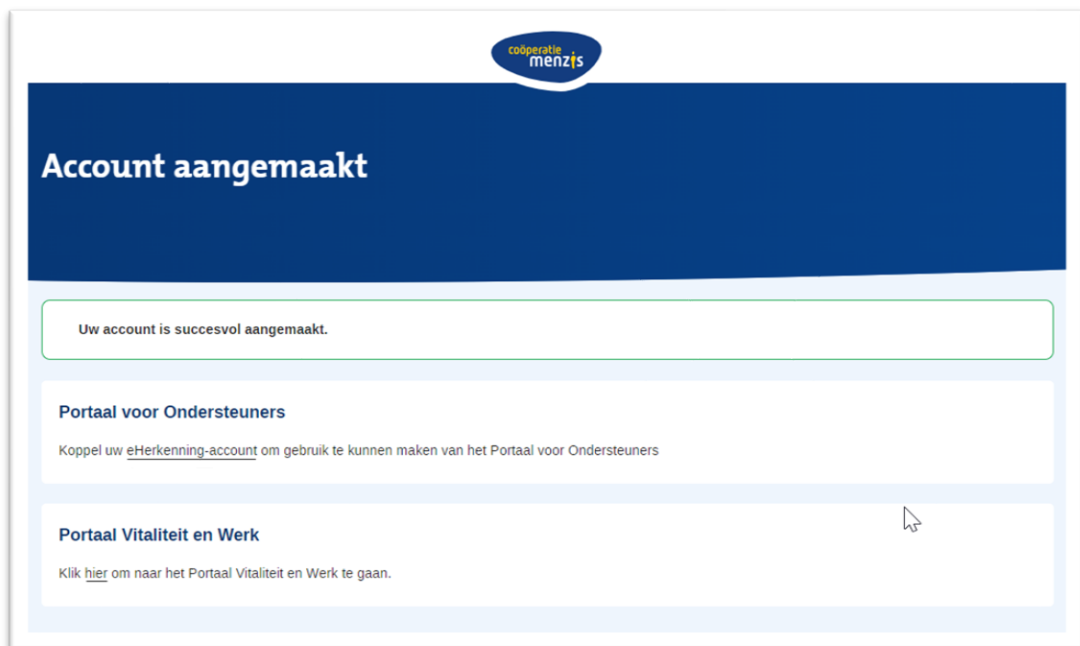 coöperatie
menzis
Account aangemaakt
Uw account is succesvol aangemaakt.
Portaal voor Ondersteuners
Koppel uw eHerkenning-account om gebruik te kunnen maken van het Portaal voor Ondersteuners
Portaal Vitaliteit en Werk
Klik hier om naar het Portaal Vitaliteit en Werk te gaan.